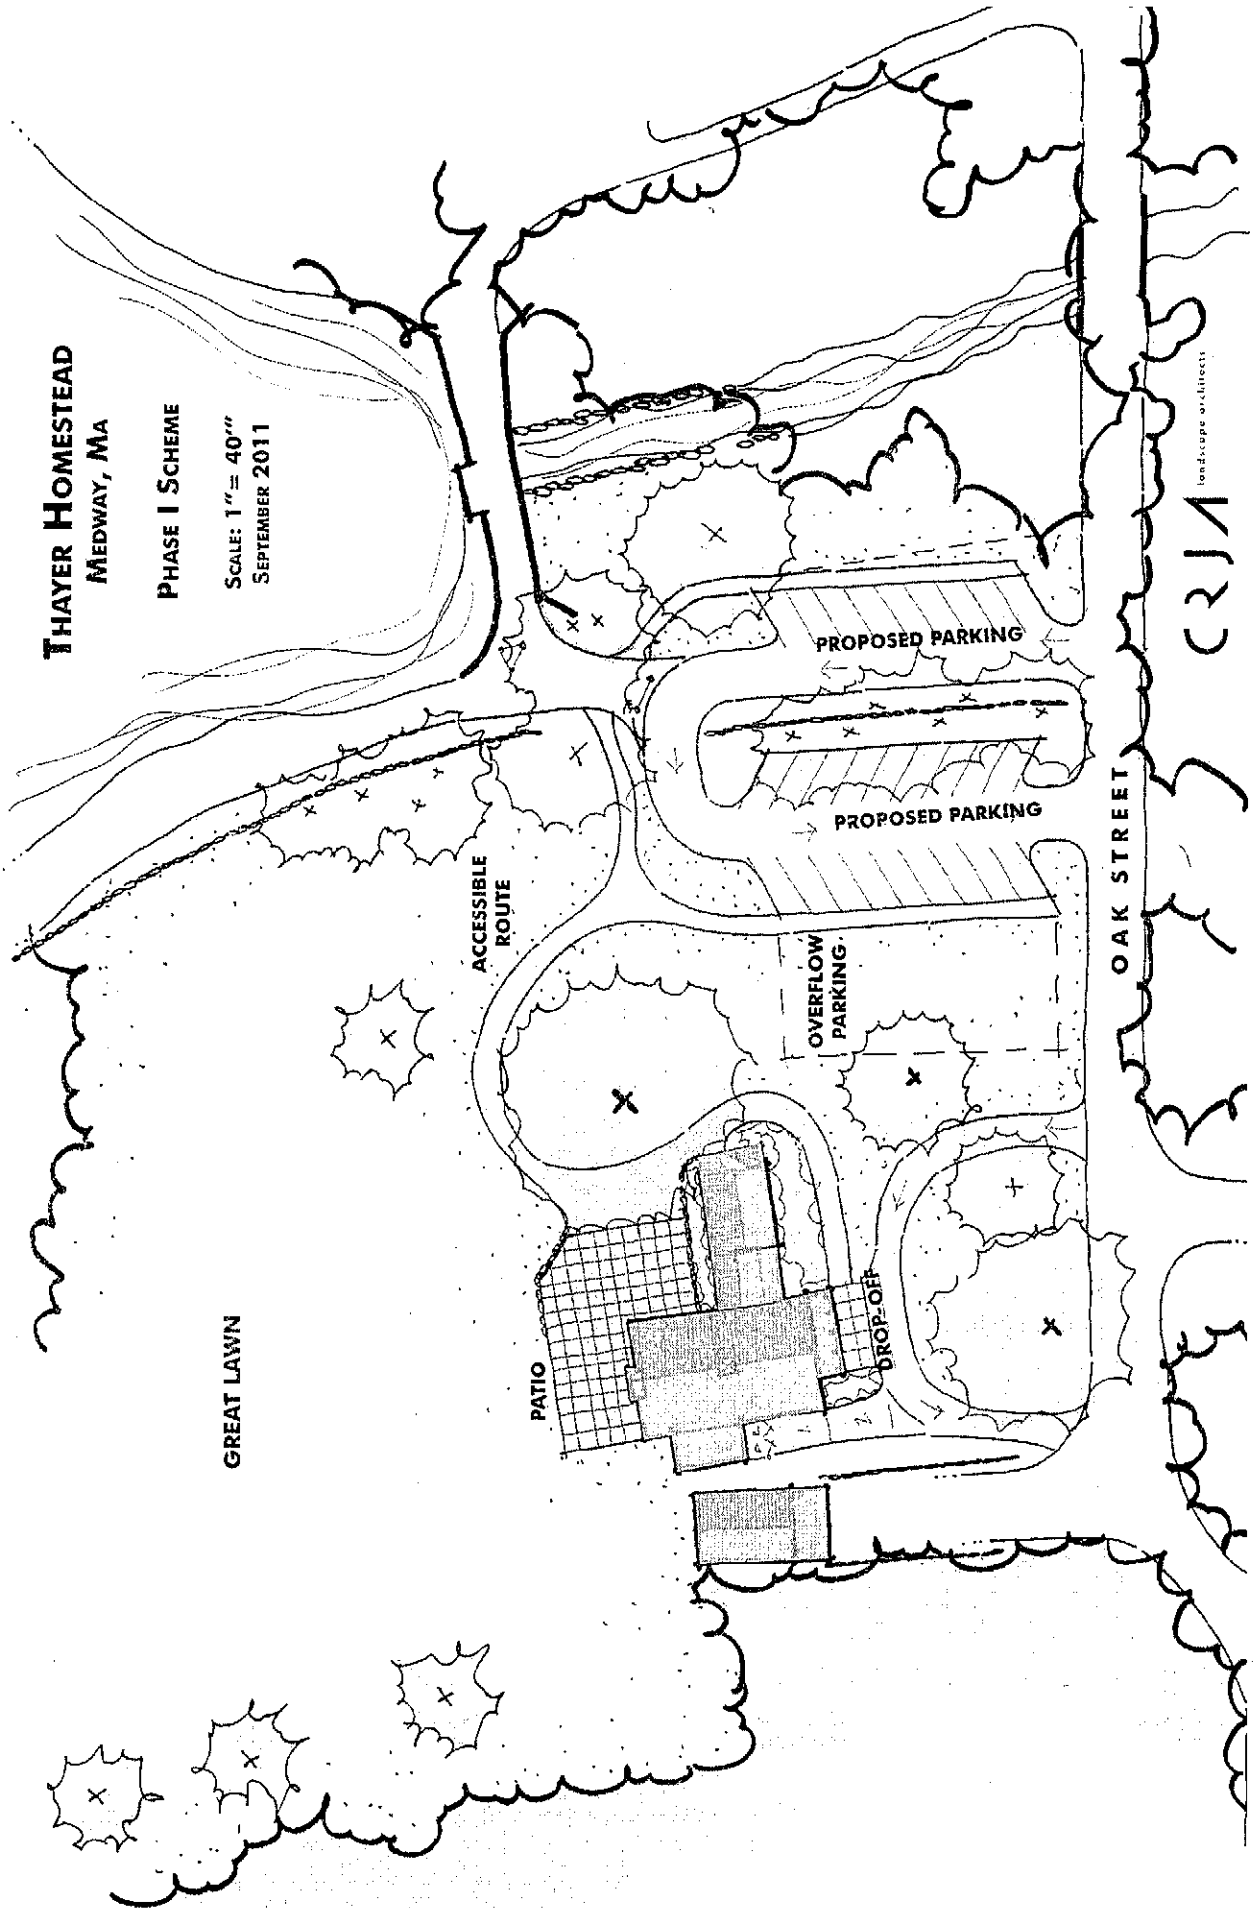 THAYER HOMESTEAD
MEDWAY, MA
PHASE I SCHEME
SCALE: 1"= 40'"
SEPTEMBER 2011
GREAT LAWN
ACCESSIBLE
ROUTE
PATIO
DROP-OFF
OVERFLOW
PARKING
PROPOSED PARKING
PROPOSED PARKING
OAK STREET
CRJA
landscape architects